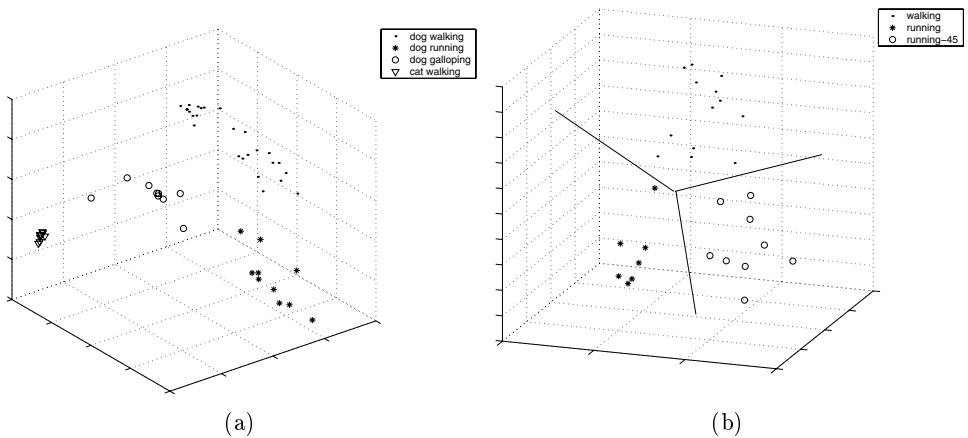 dog walking
dog running
dog galloping
cat walking
walking
running
running-45
(a)
(b)